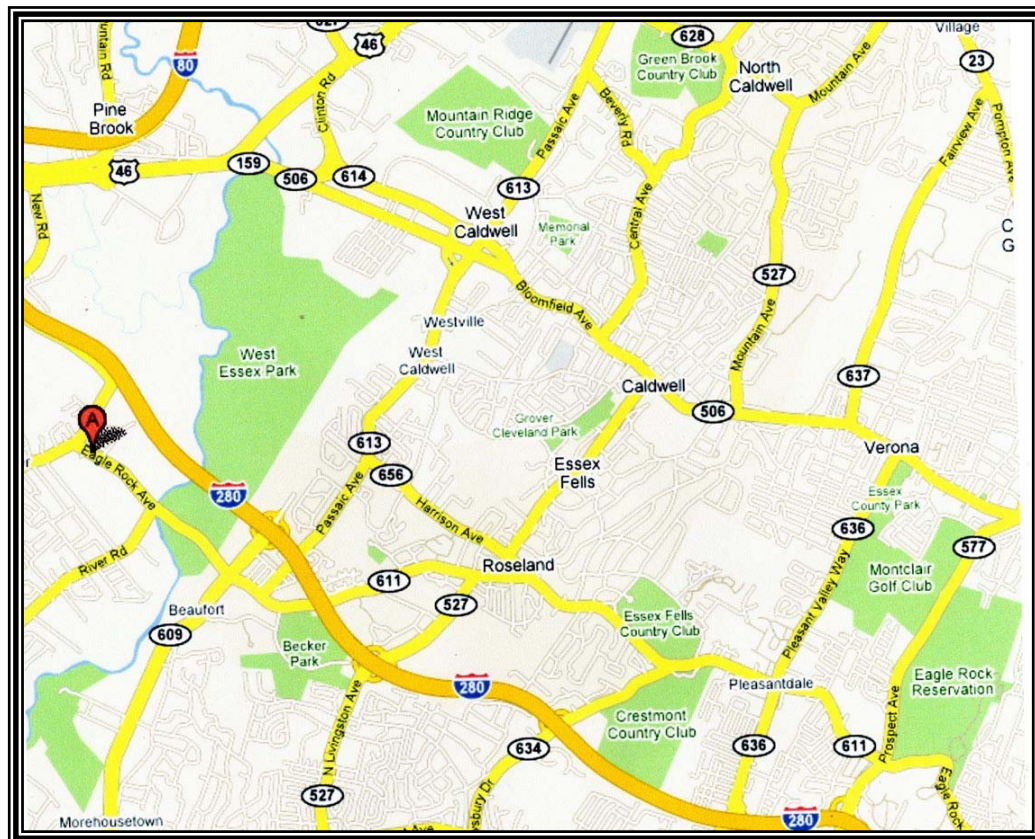 627
628
Village
46
Green Brook
Country Club
North
Caldwell
23
80
Mountain Ave
Clinton Rd
Pine
Brook
Mountain Ridge
Country Club
Passaic Ave
Beverly Rd
Fairview Ave
Pompton Ave
46
159
506
614
613
New Rd
West
Caldwell
Memorial
Park
Central Ave
C
G
527
Bloomfield Ave
Westville
West
Essex Park
West
Caldwell
Mountain Ave
637
Caldwell
506
A
Grover
Cleveland Park
613
Verona
Eagle Rock Ave
656
Essex
Fells
280
Passaic Ave
Harrison Ave
Essex
County Park
636
577
River Rd
Roseland
611
Montclair
Golf Club
Pleasant Valley Way
Beaufort
527
609
Essex Fells
Country Club
Becker
Park
Pleasantdale
Eagle Rock
Reservation
280
Prospect Ave
Crestmont
Country Club
N Livingston Ave
634
636
611
Eagle Rock
527
280
Morehousetown